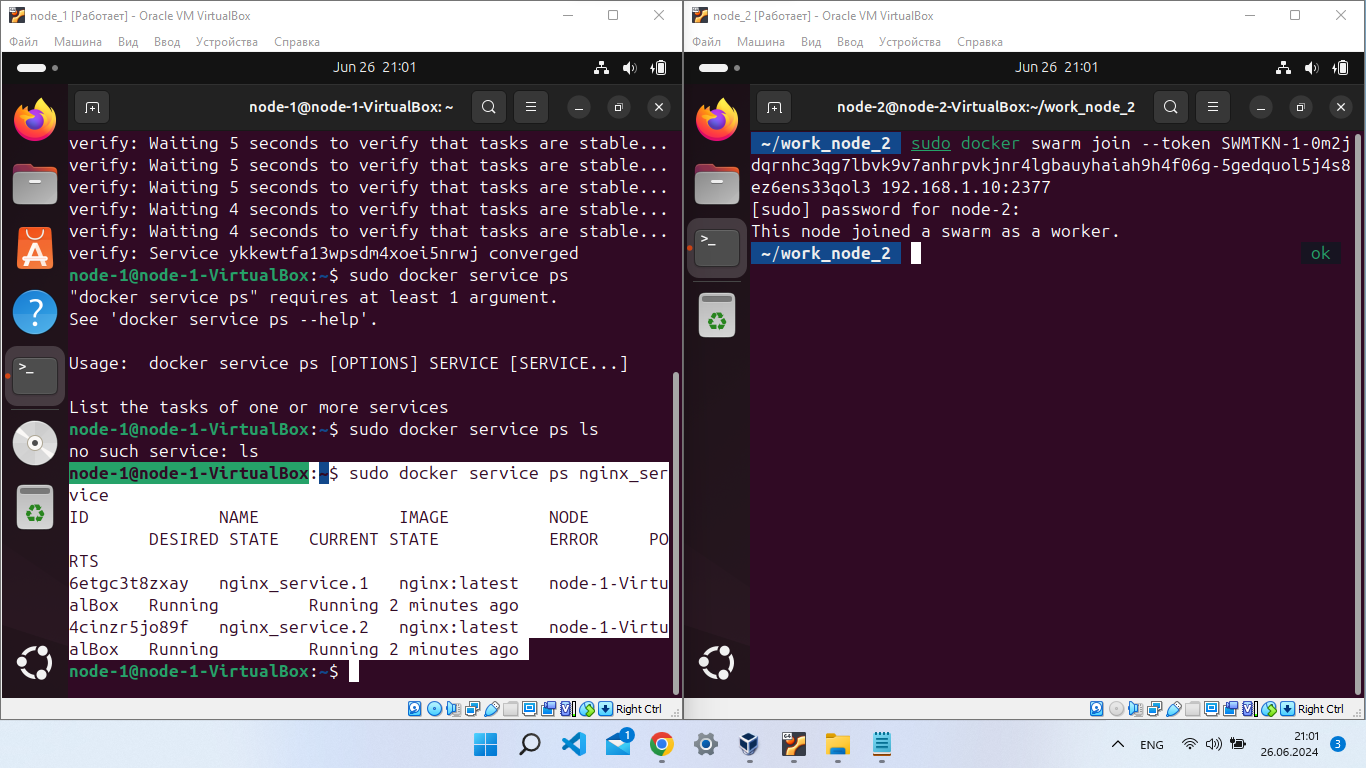 node_1 [Работает] - Oracle VM VirtualBox
Файл Машина Вид Ввод Устройства Справка
Jun 26 21:01
node-1@node-1-VirtualBox: ~
verify: Waiting 5 seconds to verify that tasks are stable...
verify: Waiting 5 seconds to verify that tasks are stable...
verify: Waiting 5 seconds to verify that tasks are stable...
verify: Waiting 4 seconds to verify that tasks are stable...
verify: Waiting 4 seconds to verify that tasks are stable...
verify: Service ykkewtfa13wpsdm4xoei5nrwj converged
node-1@node-1-VirtualBox:~$ sudo docker service ps
"docker service ps" requires at least 1 argument.
See 'docker service ps --help'.
Usage:  docker service ps [OPTIONS] SERVICE [SERVICE...]
List the tasks of one or more services
node-1@node-1-VirtualBox:~$ sudo docker service ps ls
no such service: ls
node-1@node-1-VirtualBox:~$ sudo docker service ps nginx_ser
vice
ID             NAME              IMAGE          NODE
        DESIRED STATE   CURRENT STATE           ERROR     PO
RTS
6etgc3t8zxay   nginx_service.1   nginx:latest   node-1-Virtu
alBox   Running         Running 2 minutes ago
4cinzr5jo89f   nginx_service.2   nginx:latest   node-1-Virtu
alBox   Running         Running 2 minutes ago
node-1@node-1-VirtualBox:~$
Right Ctrl
node_2 [Работает] - Oracle VM VirtualBox
Файл Машина Вид Ввод Устройства Справка
Jun 26 21:01
node-2@node-2-VirtualBox:~/work_node_2
~/work_node_2 sudo docker swarm join --token SWMTKN-1-0m2j
dqrnhc3qg7lbvk9v7anhrpvkjnr4lgbauyhaiah9h4f06g-5gedquol5j4s8
ez6ens33qol3 192.168.1.10:2377
[sudo] password for node-2:
This node joined a swarm as a worker.
~/work_node_2 ok
Right Ctrl
1
ENG
21:01
26.06.2024
3